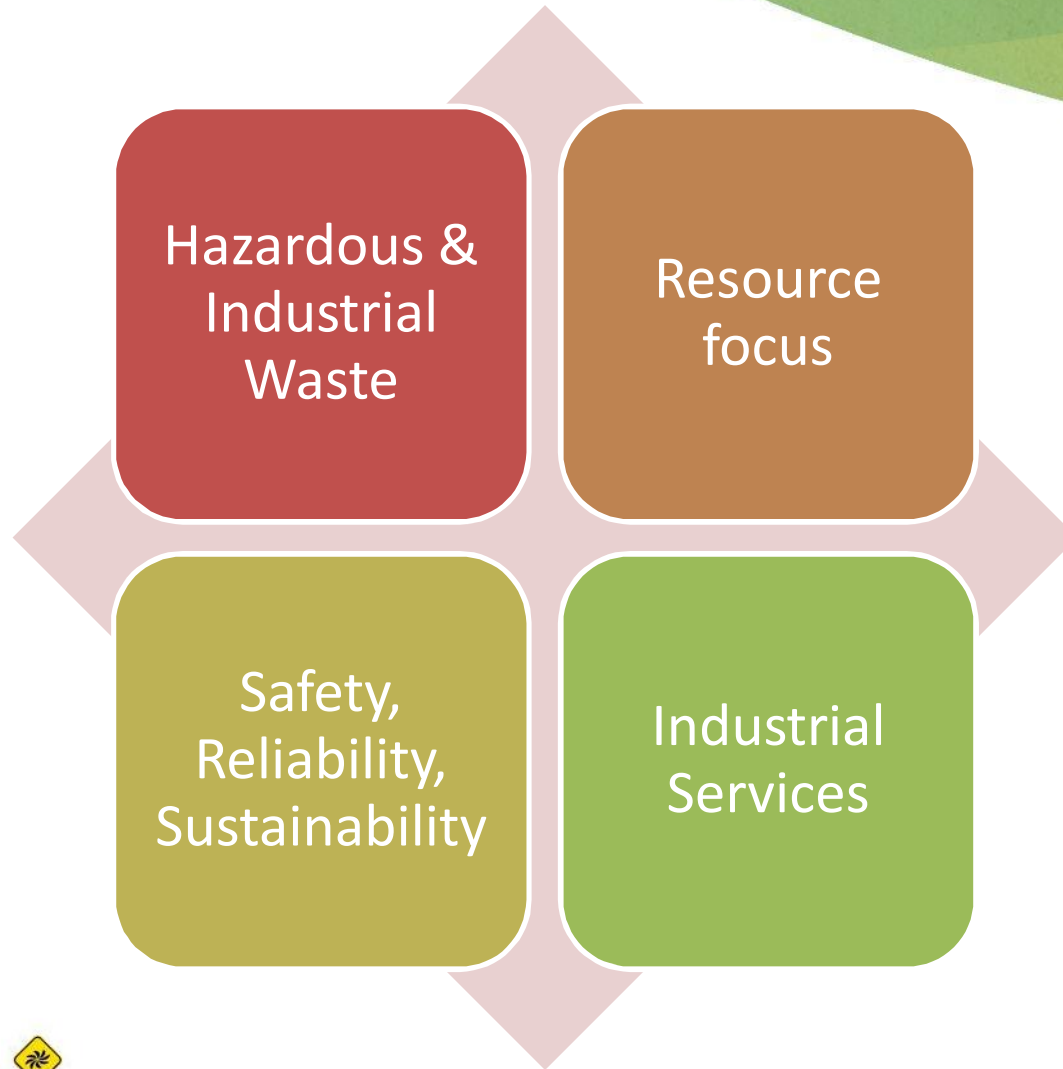 Hazardous &
Industrial
Waste
Resource
focus
Safety,
Reliability,
Sustainability
Industrial
Services